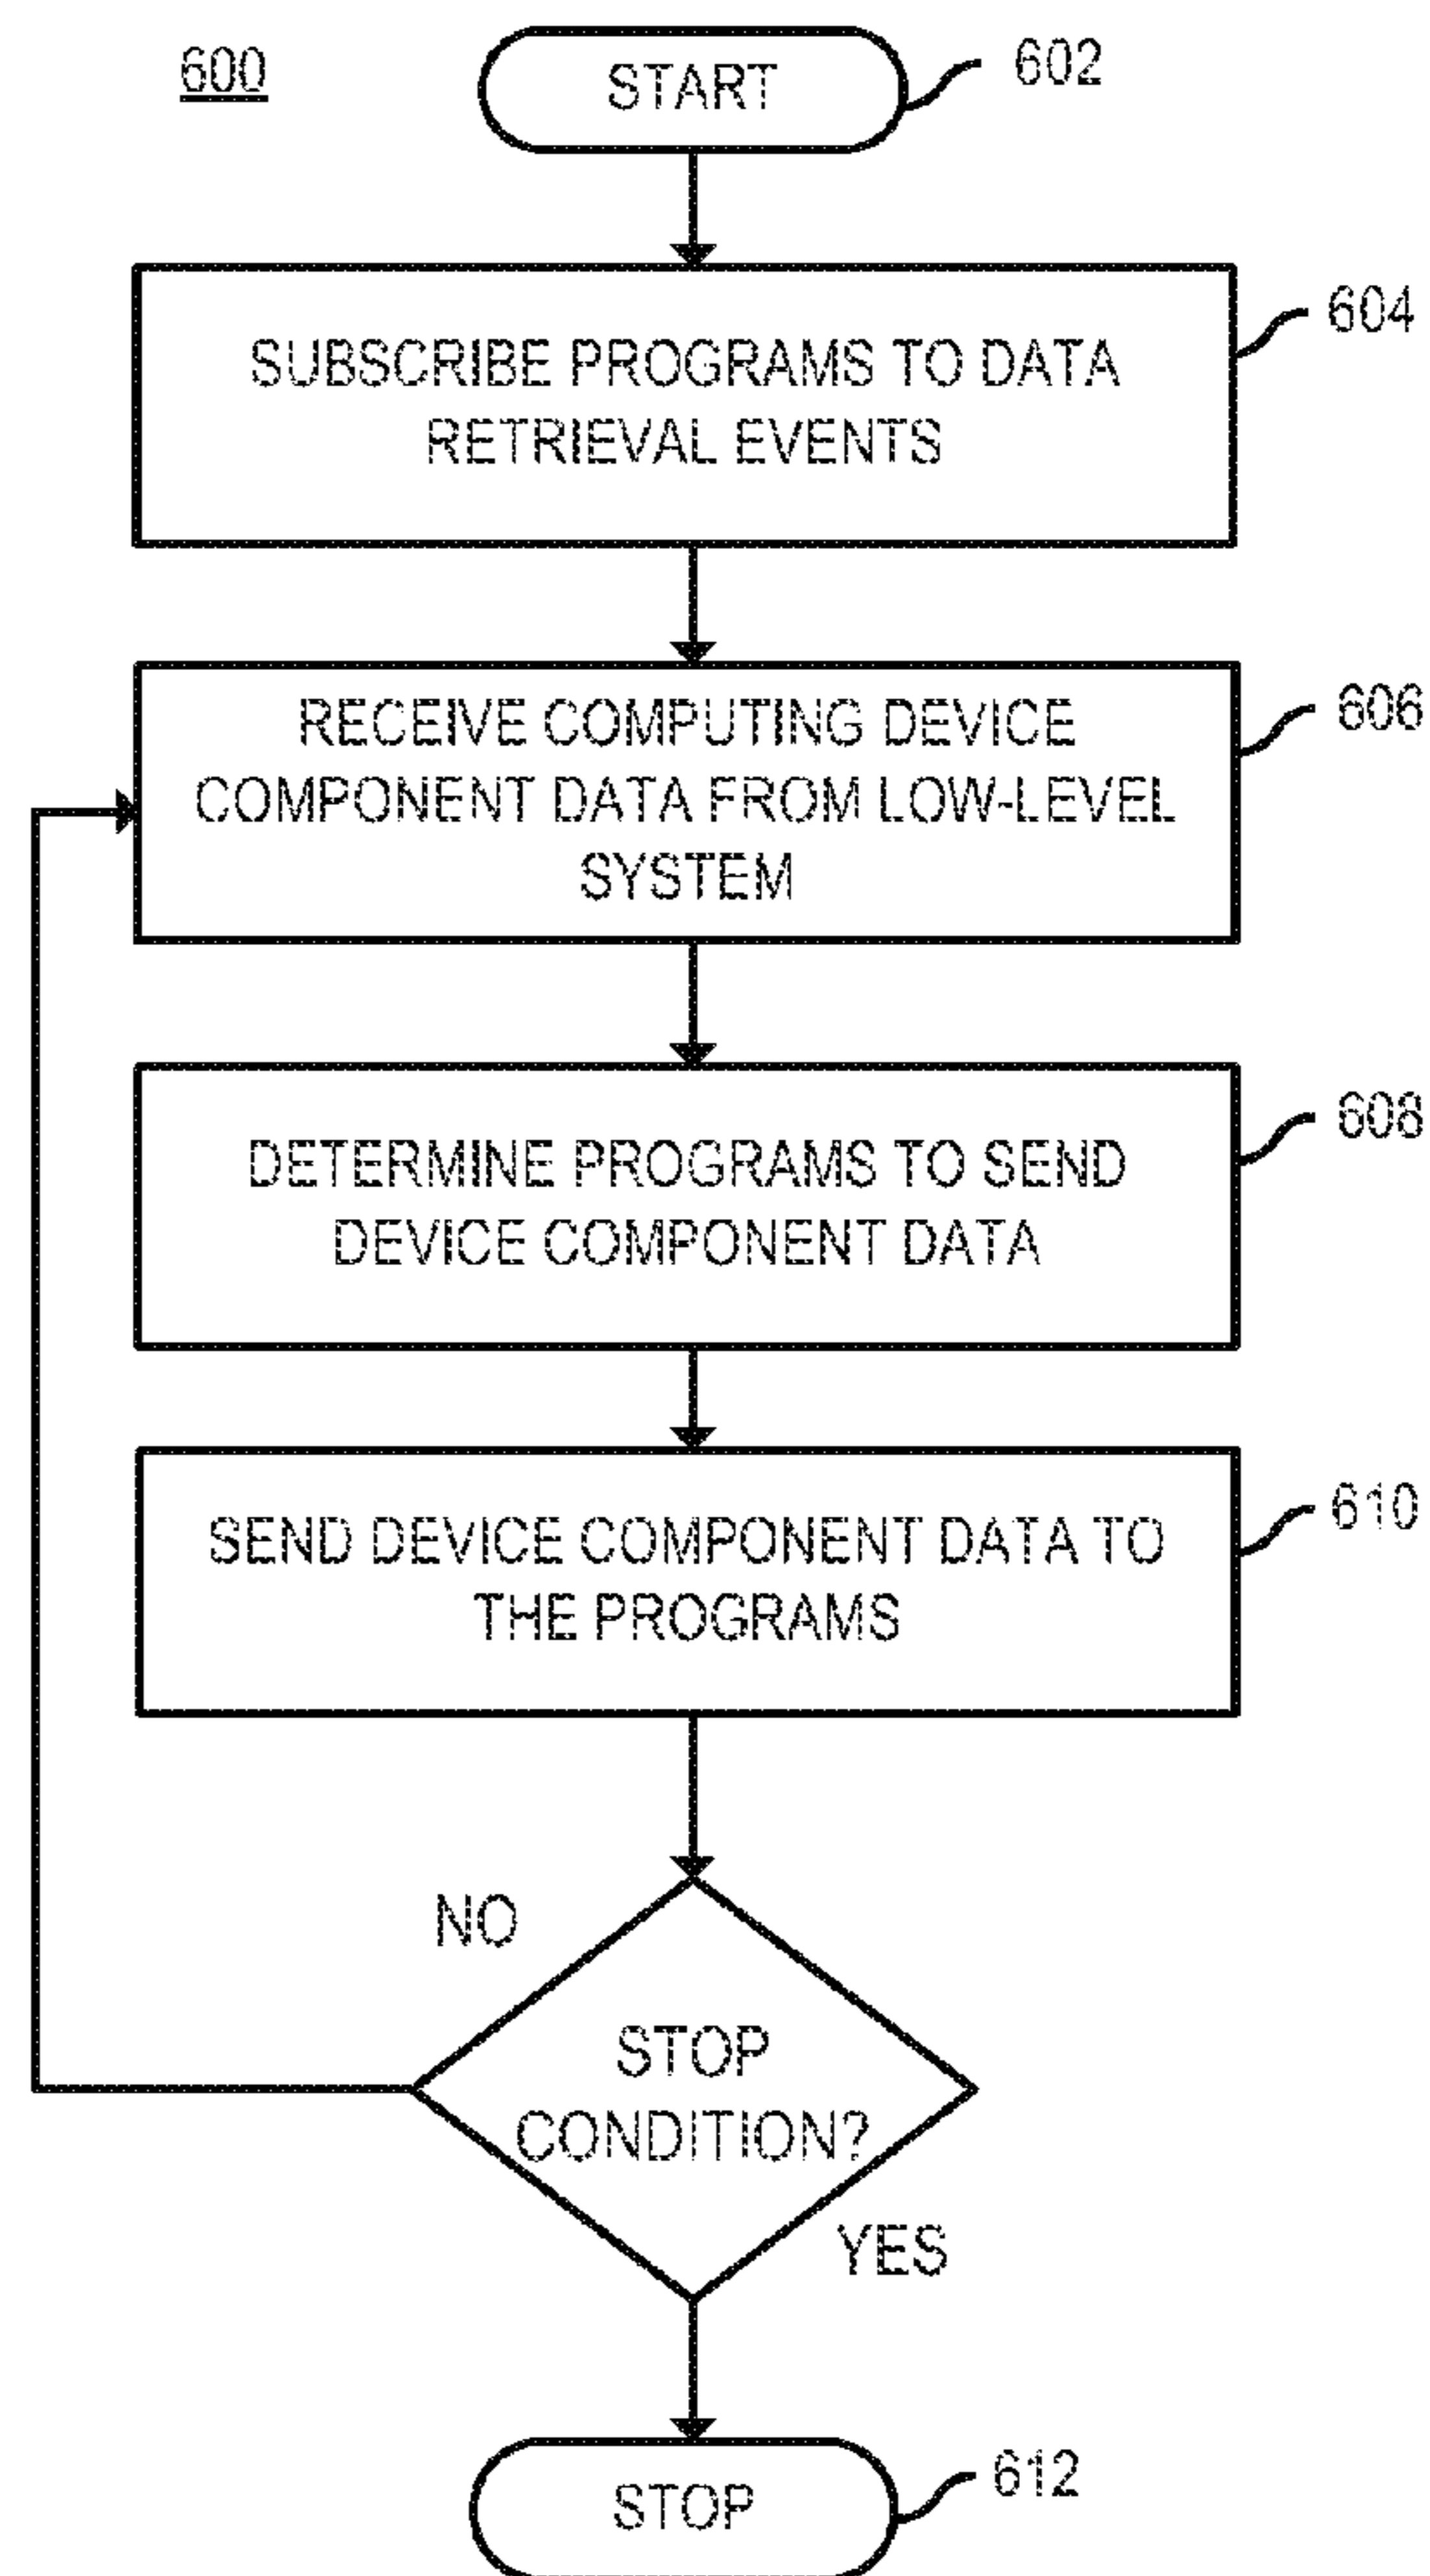 600
START
602
SUBSCRIBE PROGRAMS TO DATA
RETRIEVAL EVENTS
604
RECEIVE COMPUTING DEVICE
COMPONENT DATA FROM LOW-LEVEL
SYSTEM
606
DETERMINE PROGRAMS TO SEND
DEVICE COMPONENT DATA
608
SEND DEVICE COMPONENT DATA TO
THE PROGRAMS
610
NO
STOP
CONDITION?
YES
STOP
612